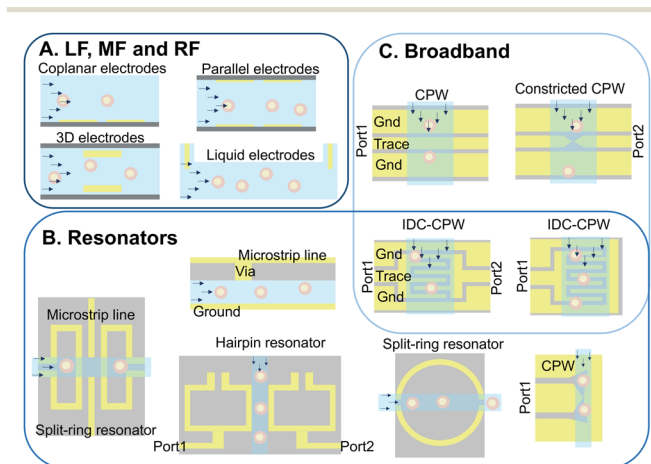 A. LF, MF and RF
Coplanar electrodes
Parallel electrodes
3D electrodes
Liquid electrodes
C. Broadband
CPW
Constricted CPW
Port1
Gnd
Trace
Gnd
Port2
B. Resonators
Microstrip line
Via
Ground
IDC-CPW
IDC-CPW
Port1
Gnd
Trace
Gnd
Port2
Port1
Microstrip line
Split-ring resonator
Hairpin resonator
Port1
Port2
Split-ring resonator
CPW
Port1